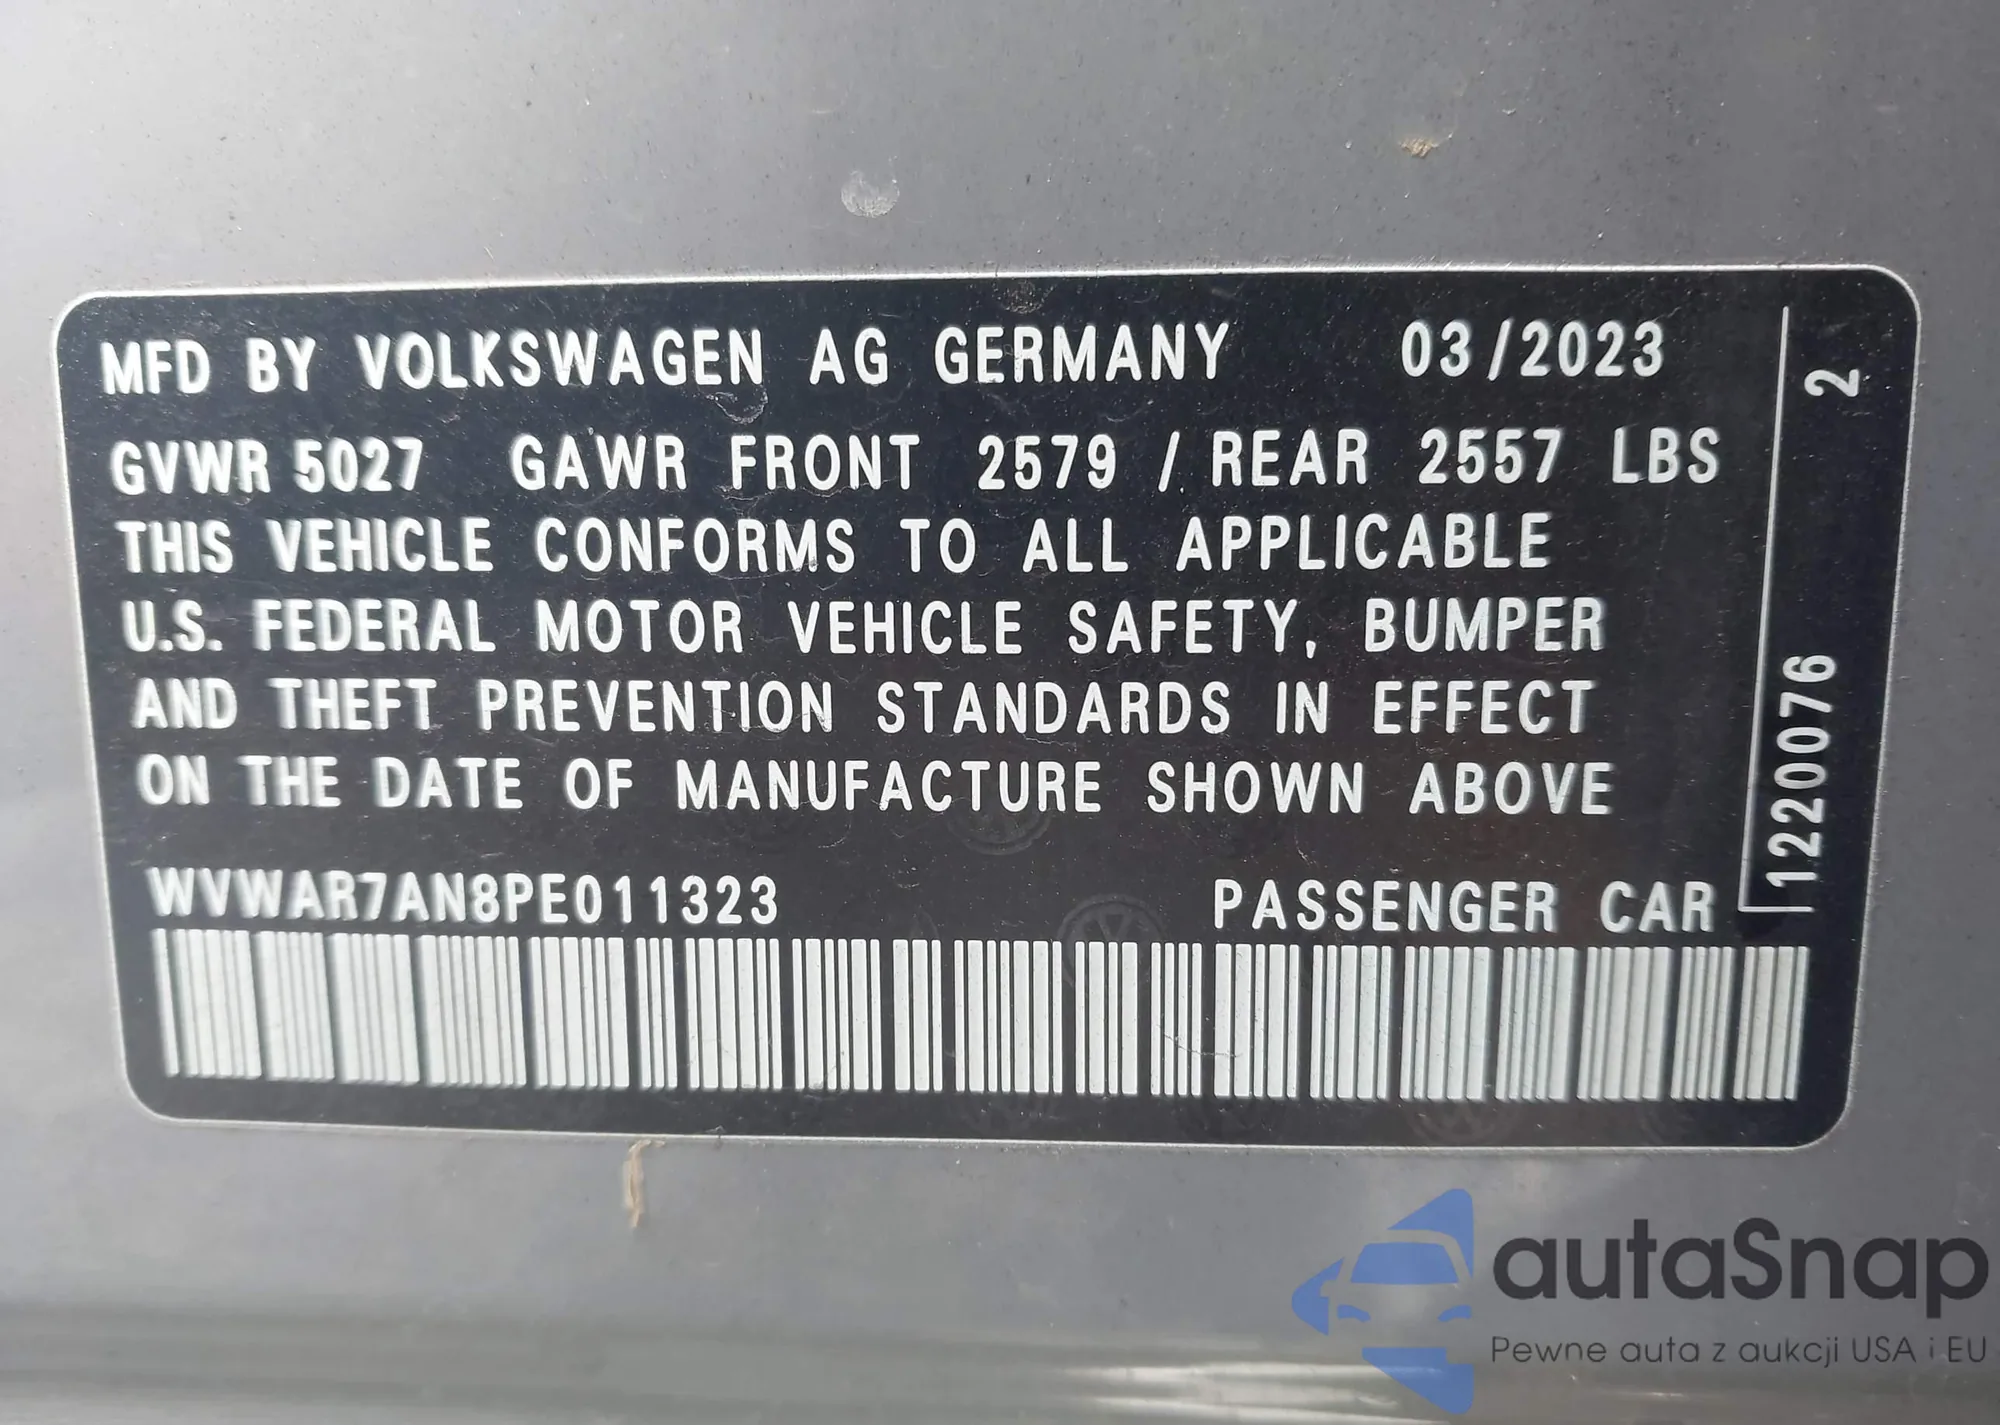 MFD BY VOLKSWAGEN AG GERMANY 03/2023
GVWR 5027 GAWR FRONT 2579 / REAR 2557 LBS
THIS VEHICLE CONFORMS TO ALL APPLICABLE
U.S. FEDERAL MOTOR VEHICLE SAFETY, BUMPER
AND THEFT PREVENTION STANDARDS IN EFFECT
ON THE DATE OF MANUFACTURE SHOWN ABOVE
WVWAR7AN8PE011323 PASSENGER CAR
1220076 2
autaSnap
Pewne auta z aukcji USA i EU